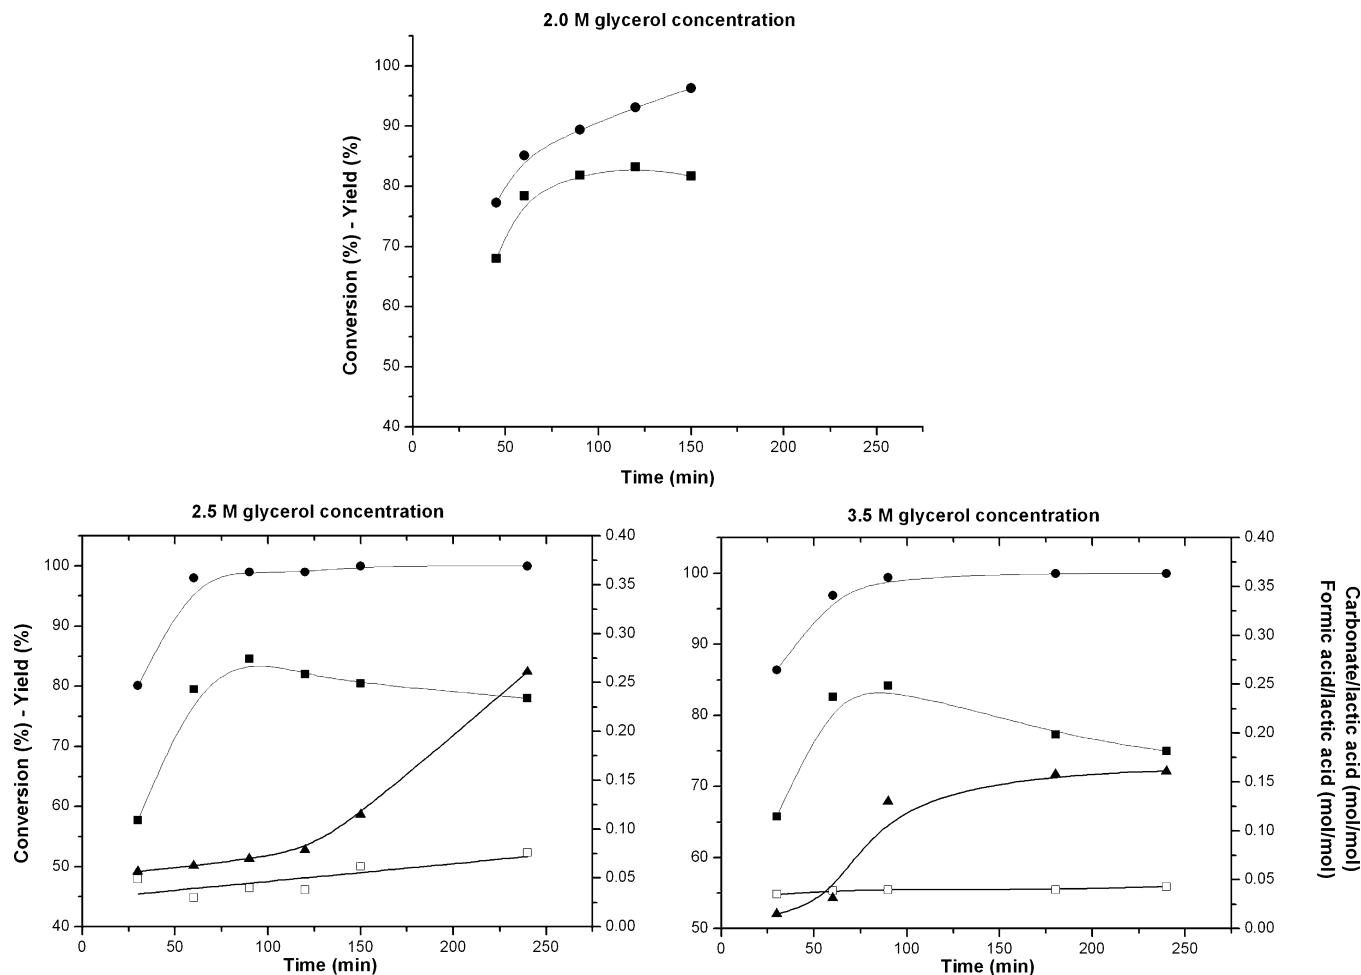 2.0 M glycerol concentration
100
90
80
70
60
50
40
Conversion (%) - Yield (%)
0 50 100 150 200 250
Time (min)
2.5 M glycerol concentration
100
90
80
70
60
50
40
Conversion (%) - Yield (%)
0.40
0.35
0.30
0.25
0.20
0.15
0.10
0.05
0.00
0 50 100 150 200 250
Time (min)
3.5 M glycerol concentration
100
90
80
70
60
50
0.40
0.35
0.30
0.25
0.20
0.15
0.10
0.05
0.00
Carbonate/lactic acid (mol/mol)
Formic acid/lactic acid (mol/mol)
0 50 100 150 200 250
Time (min)